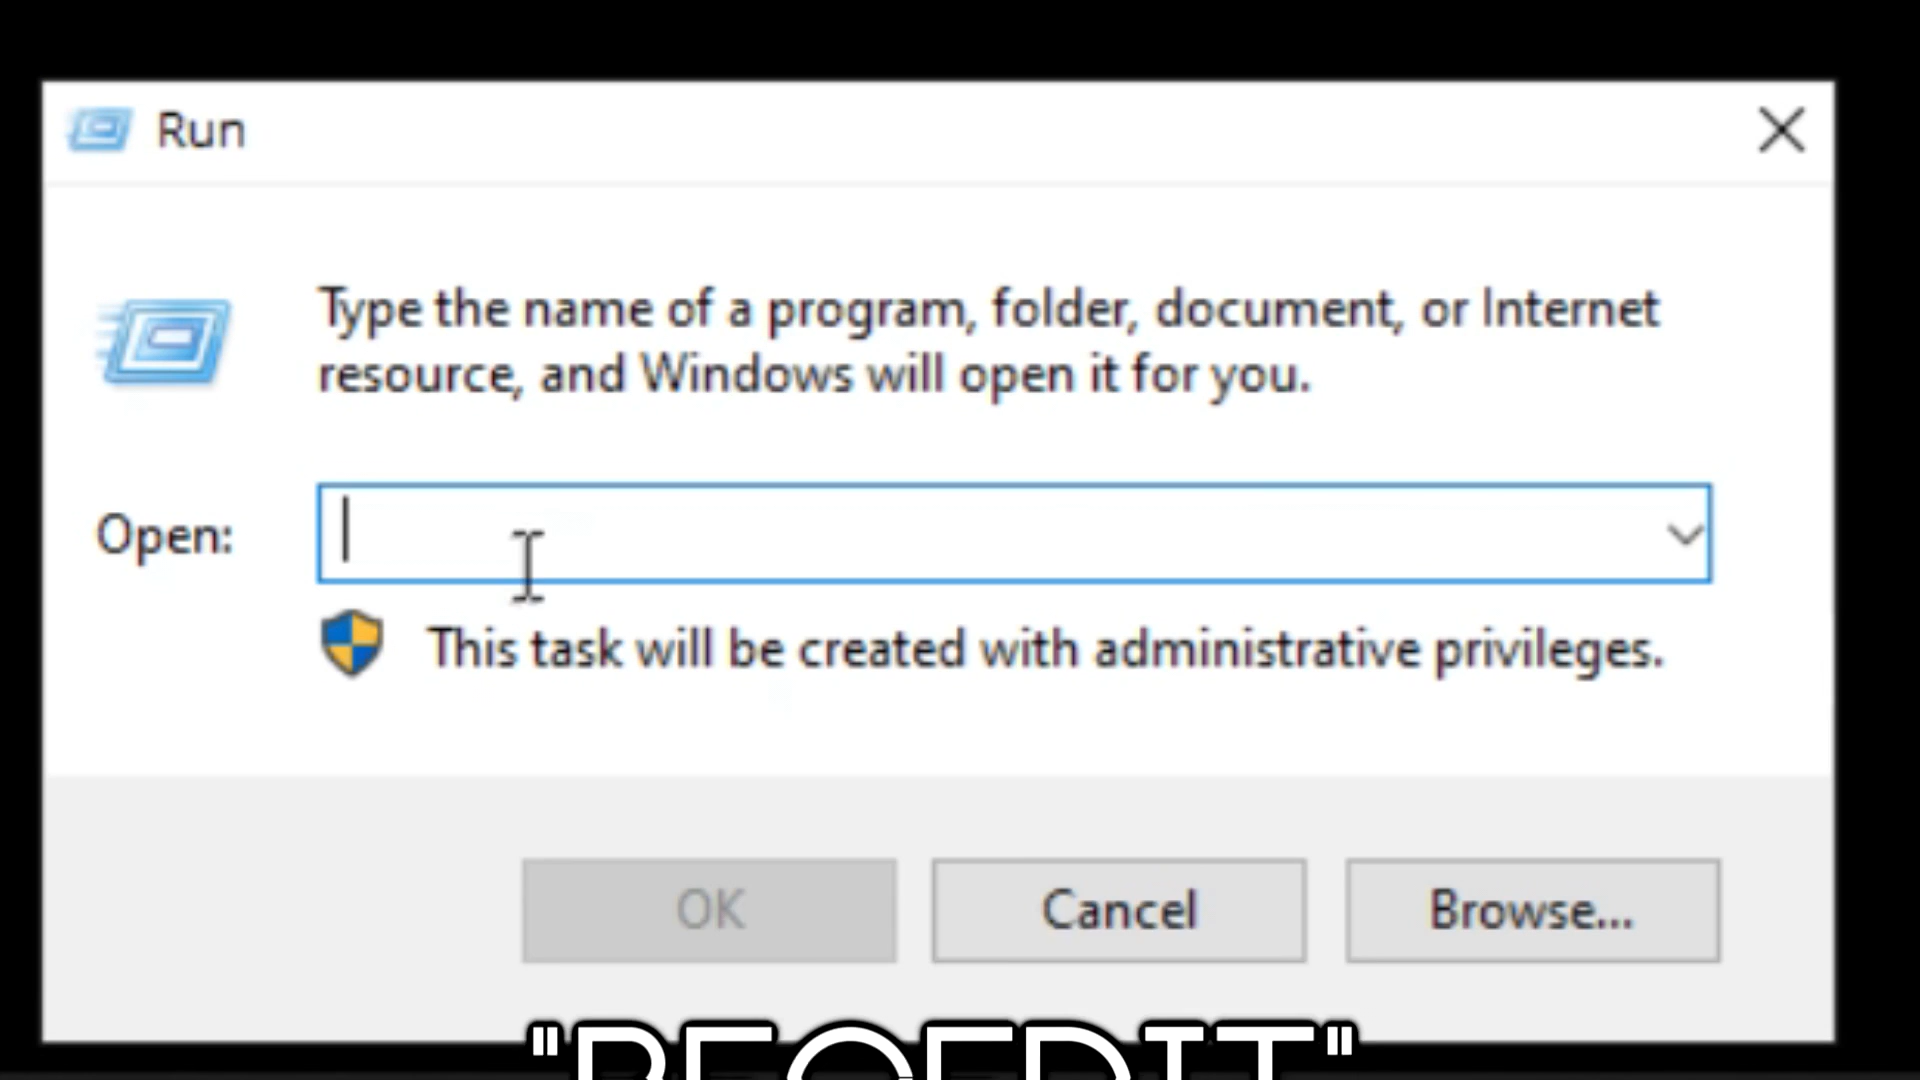 Run
Type the name of a program, folder, document, or Internet
resource, and Windows will open it for you.
Open:
This task will be created with administrative privileges.
OK
Cancel
Browse...
"REGEDIT"